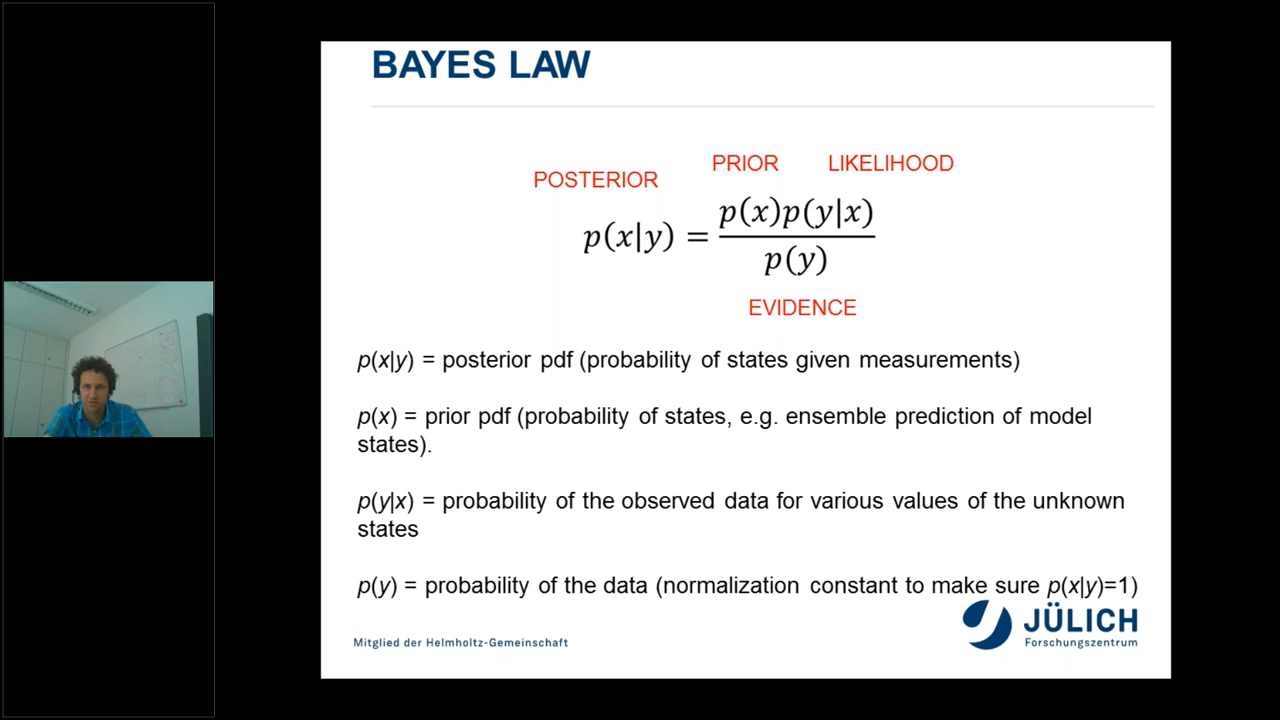 BAYES LAW
PRIOR LIKELIHOOD
POSTERIOR
p(x|y) = p(x)p(y|x)
p(y)
EVIDENCE
p(x|y) = posterior pdf (probability of states given measurements)
p(x) = prior pdf (probability of states, e.g. ensemble prediction of model
states).
p(y|x) = probability of the observed data for various values of the unknown
states
p(y) = probability of the data (normalization constant to make sure p(x|y)=1)
JÜLICH
Mitglied der Helmholtz-Gemeinschaft
Forschungszentrum